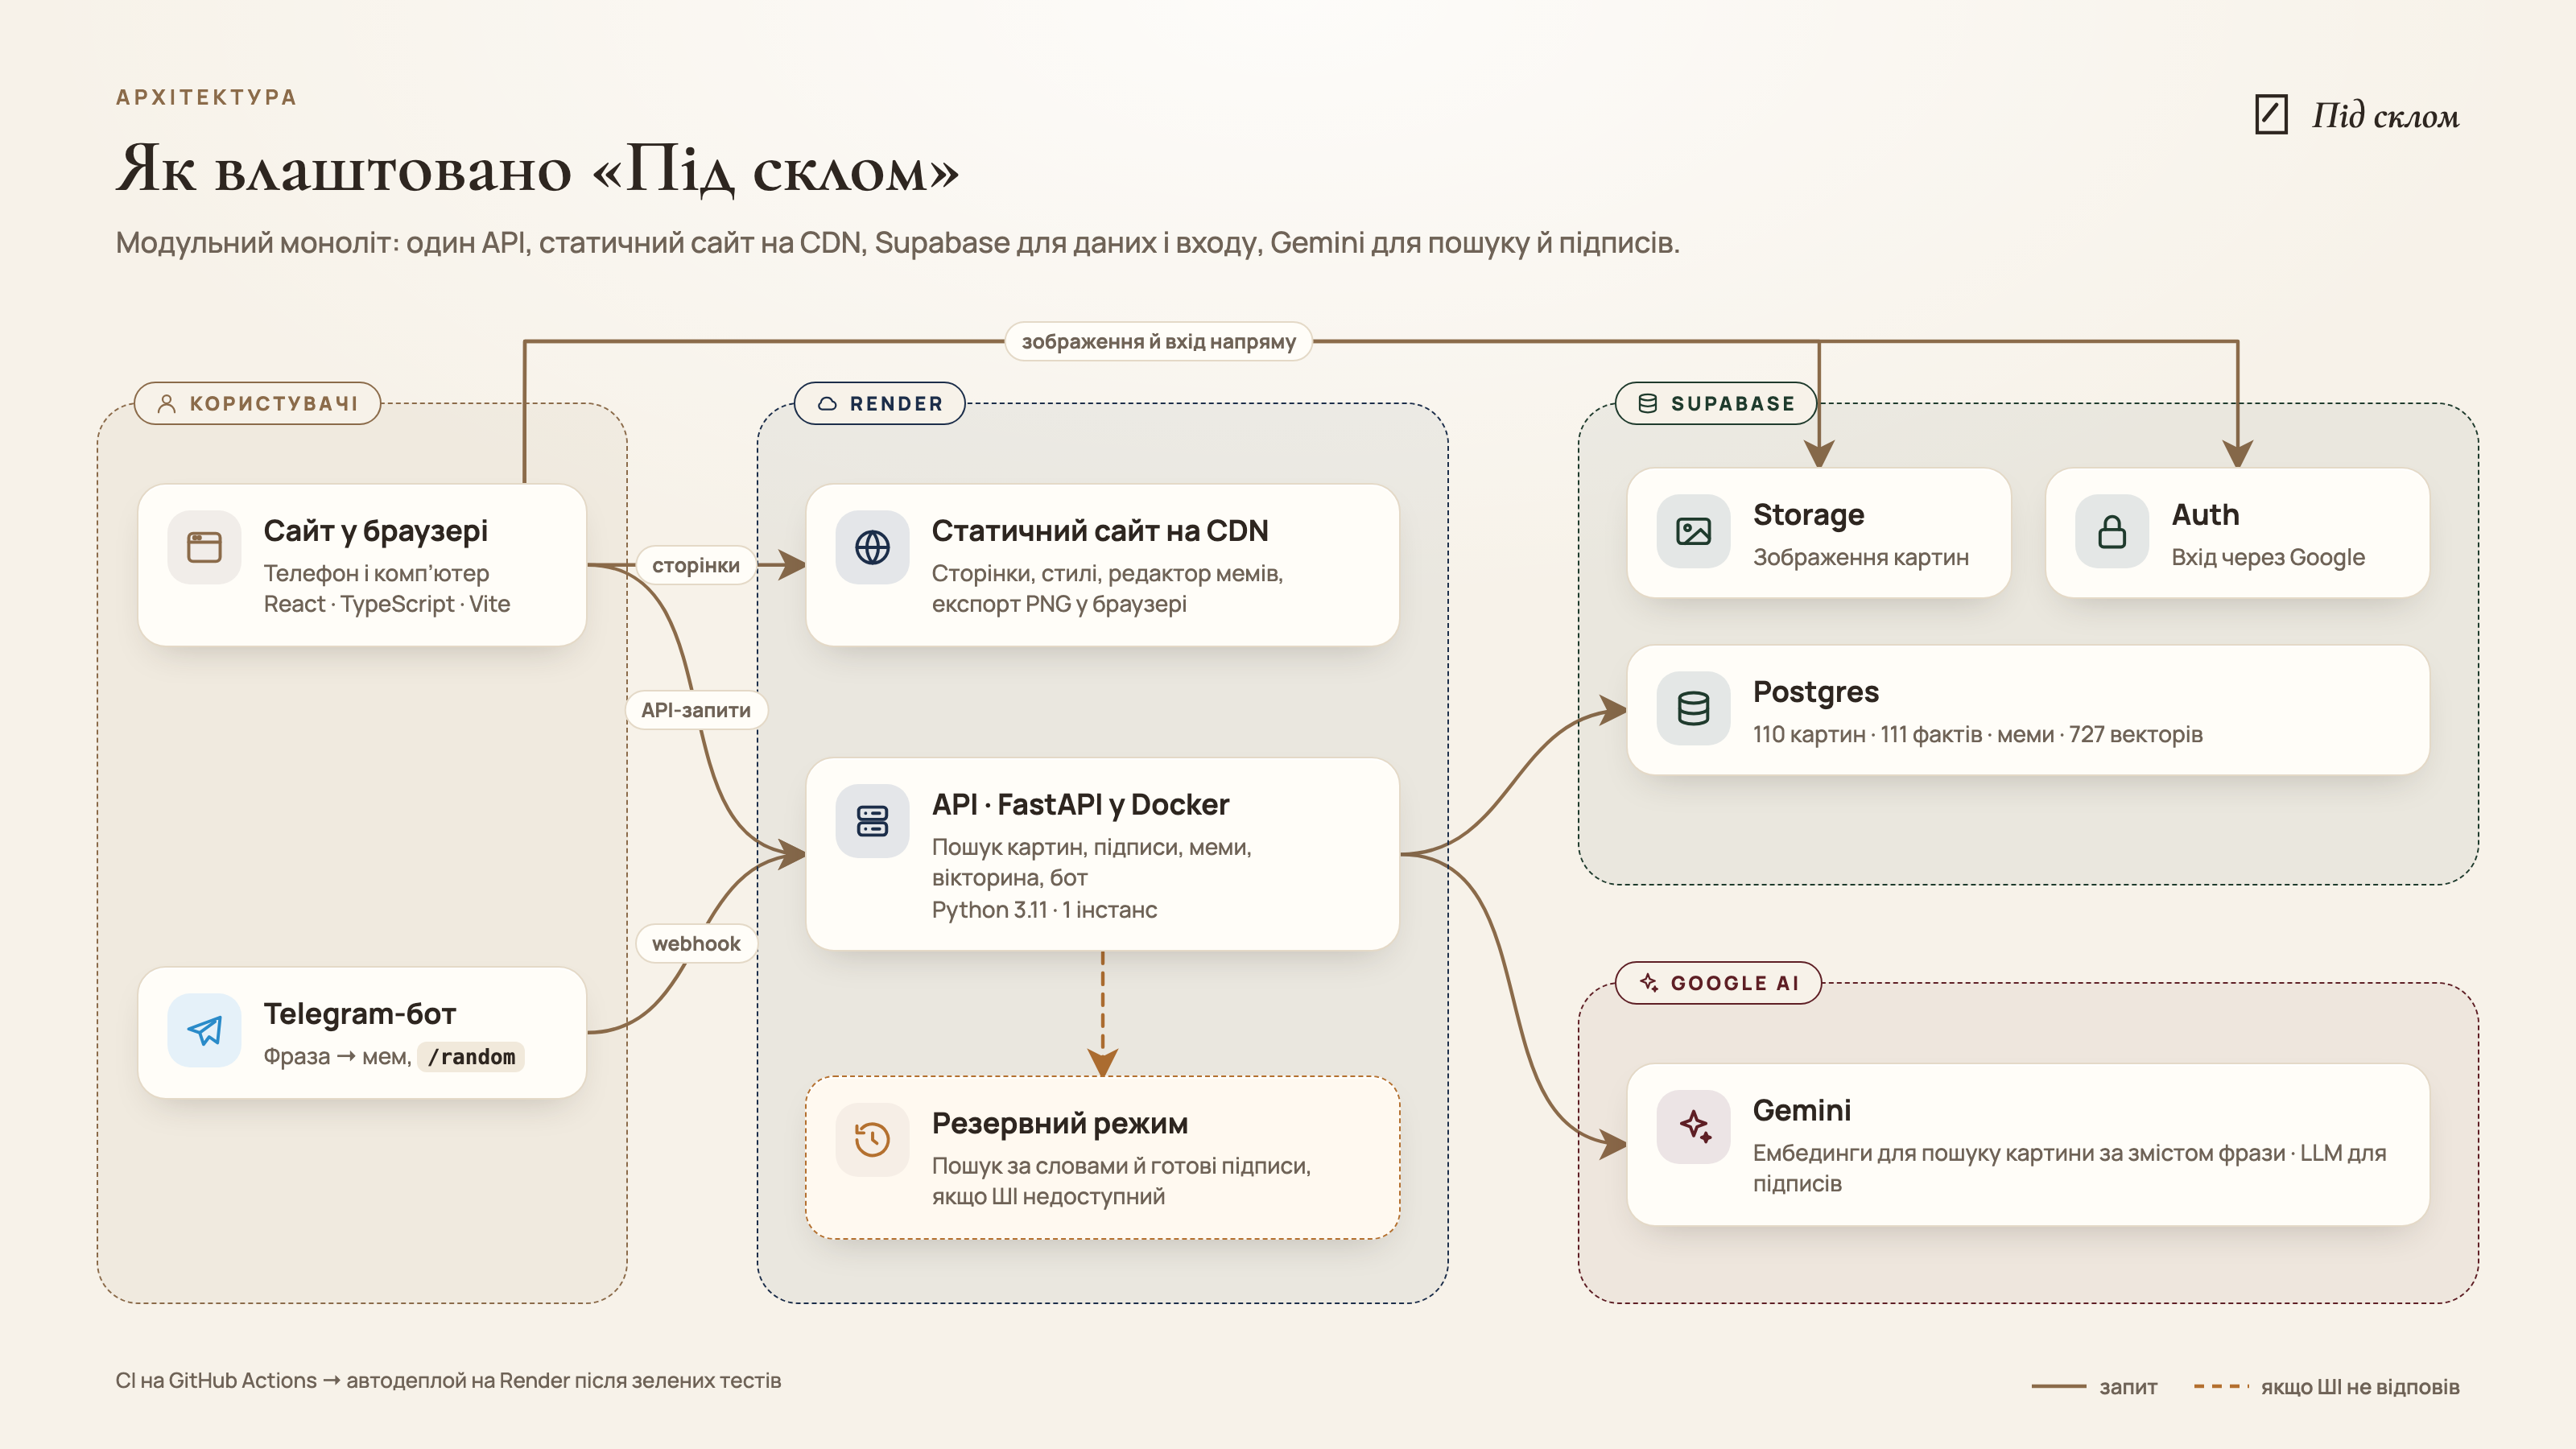 АРХІТЕКТУРА
Під склом
Як влаштовано «Під склом»
Модульний моноліт: один API, статичний сайт на CDN, Supabase для даних і входу, Gemini для пошуку й підписів.
зображення й вхід напряму
КОРИСТУВАЧІ
Сайт у браузері
Телефон і комп’ютер
React · TypeScript · Vite
Telegram-бот
Фраза → мем, /random
сторінки
API-запити
webhook
RENDER
Статичний сайт на CDN
Сторінки, стилі, редактор мемів,
експорт PNG у браузері
API · FastAPI у Docker
Пошук картин, підписи, меми,
вікторина, бот
Python 3.11 · 1 інстанс
Резервний режим
Пошук за словами й готові підписи,
якщо ШІ недоступний
SUPABASE
Storage
Зображення картин
Auth
Вхід через Google
Postgres
110 картин · 111 фактів · меми · 727 векторів
GOOGLE AI
Gemini
Ембединги для пошуку картини за змістом фрази · LLM для
підписів
CI на GitHub Actions → автодеплой на Render після зелених тестів
запит
якщо ШІ не відповів